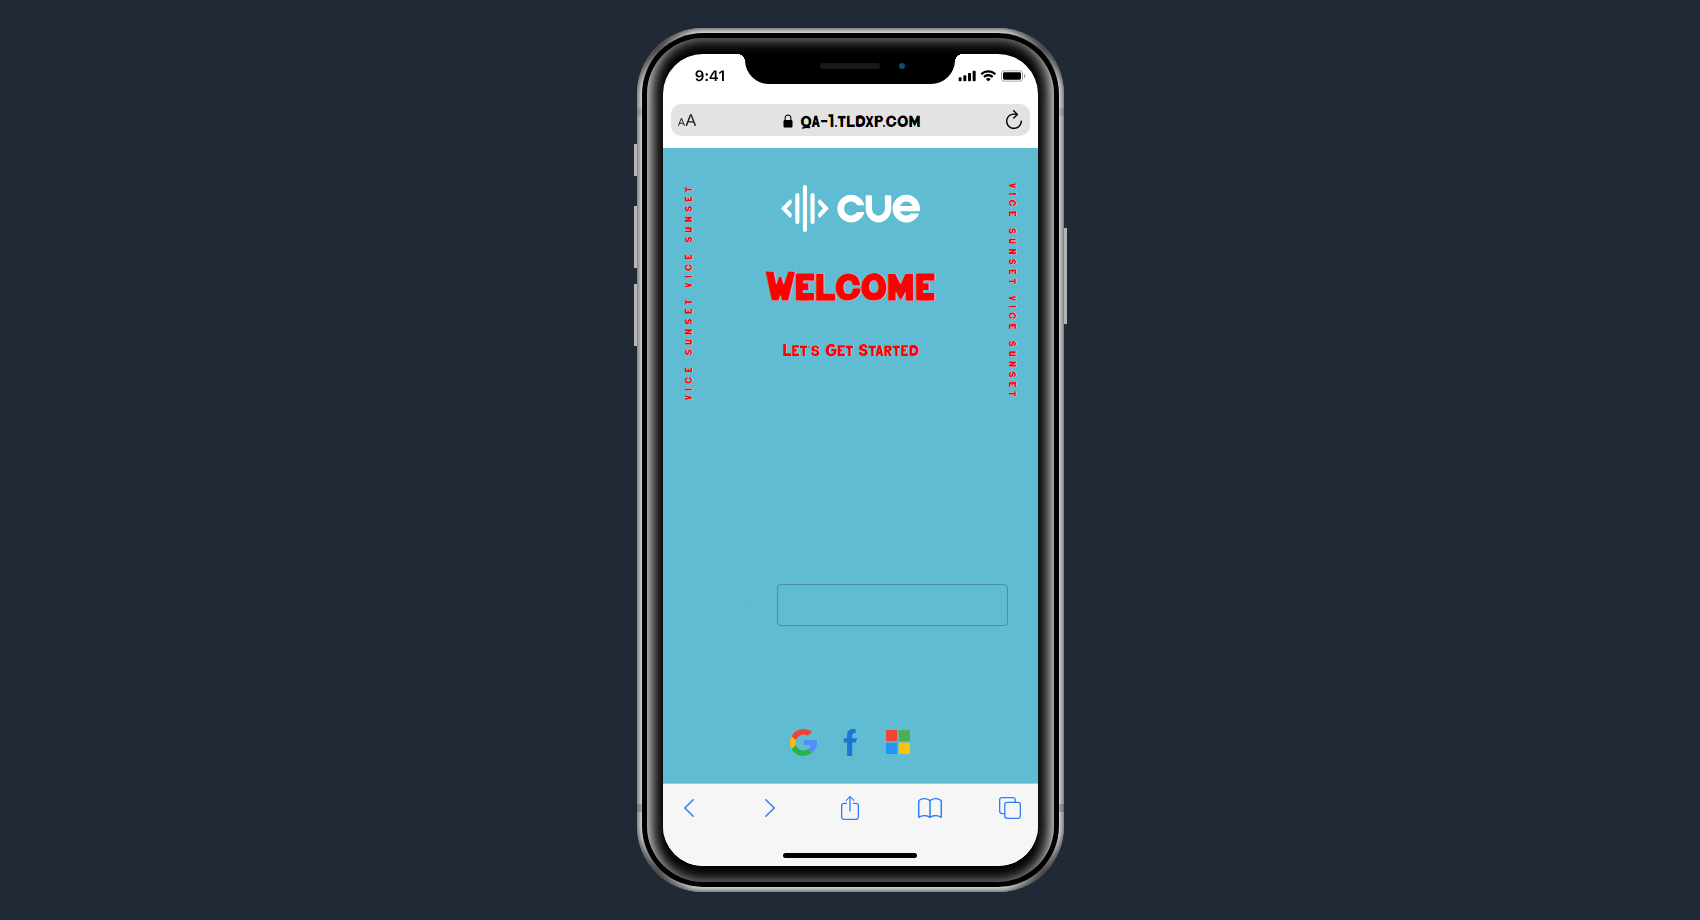 9:41
AA
QA-1.TLDXP.COM
cue
VICE SUNSET VICE SUNSET
VICE SUNSET VICE SUNSET
WELCOME
LET'S GET STARTED